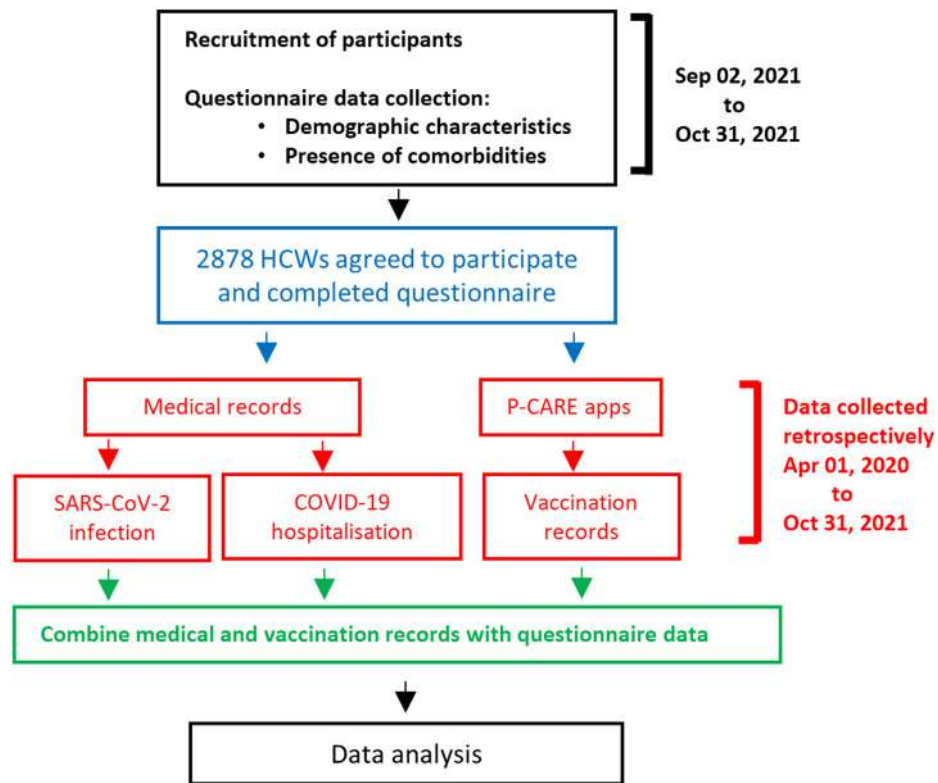 Recruitment of participants
Questionnaire data collection:
• Demographic characteristics
• Presence of comorbidities
Sep 02, 2021
to
Oct 31, 2021
2878 HCWs agreed to participate
and completed questionnaire
Medical records
P-CARE apps
SARS-CoV-2
infection
COVID-19
hospitalisation
Vaccination
records
Data collected
retrospectively
Apr 01, 2020
to
Oct 31, 2021
Combine medical and vaccination records with questionnaire data
Data analysis